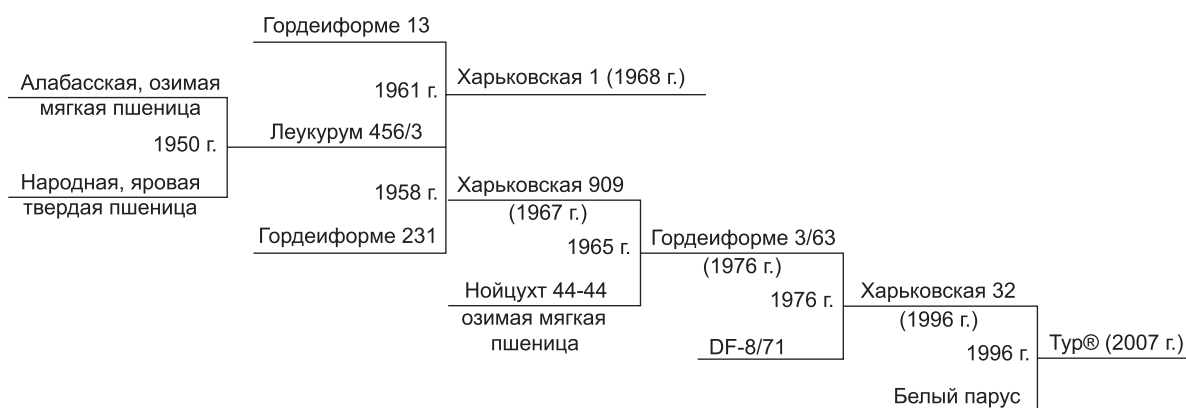 Гордеиформе 13
Алабасская, озимая
мягкая пшеница
1961 г.
Харьковская 1 (1968 г.)
1950 г.
Леукурум 456/3
Народная, яровая
твердая пшеница
1958 г.
Харьковская 909
(1967 г.)
Гордеиформе 231
1965 г.
Гордеиформе 3/63
(1976 г.)
Нойцухт 44-44
озимая мягкая
пшеница
1976 г.
Харьковская 32
(1996 г.)
DF-8/71
1996 г.
Тур® (2007 г.)
Белый парус